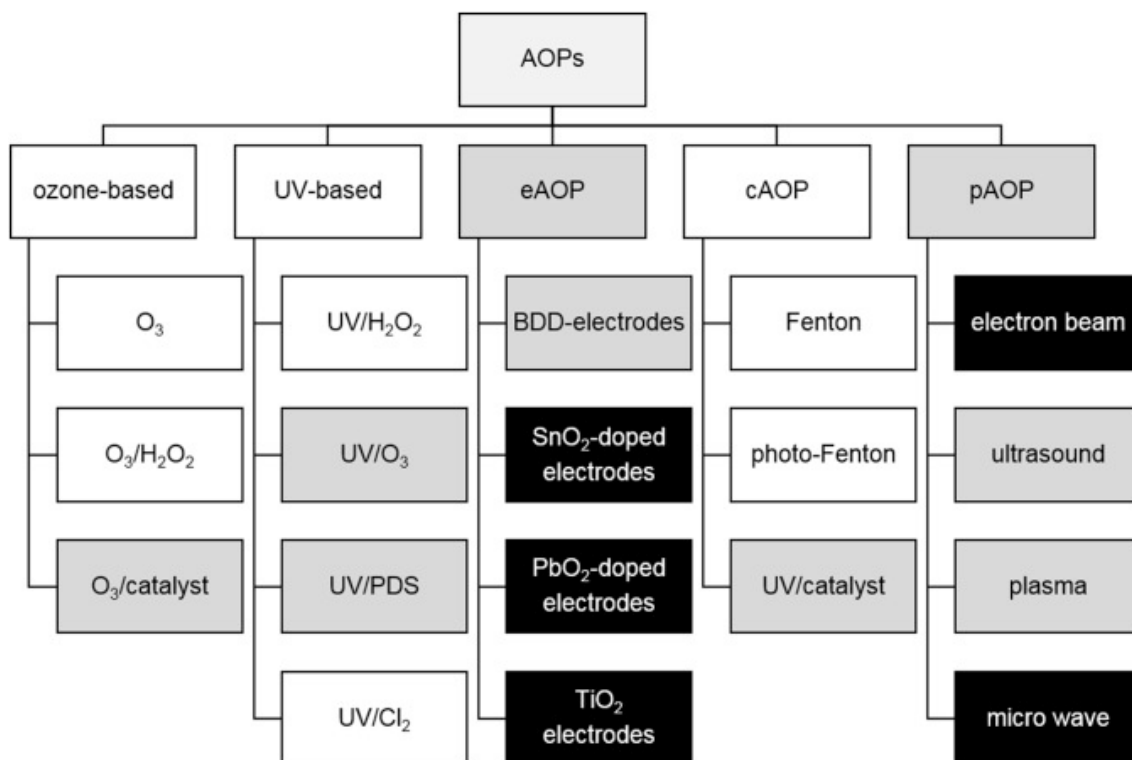 AOPs
ozone-based
UV-based
eAOP
cAOP
pAOP
O₃
UV/H₂O₂
BDD-electrodes
Fenton
electron beam
O₃/H₂O₂
UV/O₃
SnO₂-doped
electrodes
photo-Fenton
ultrasound
O₃/catalyst
UV/PDS
PbO₂-doped
electrodes
UV/catalyst
plasma
UV/Cl₂
TiO₂
electrodes
micro wave